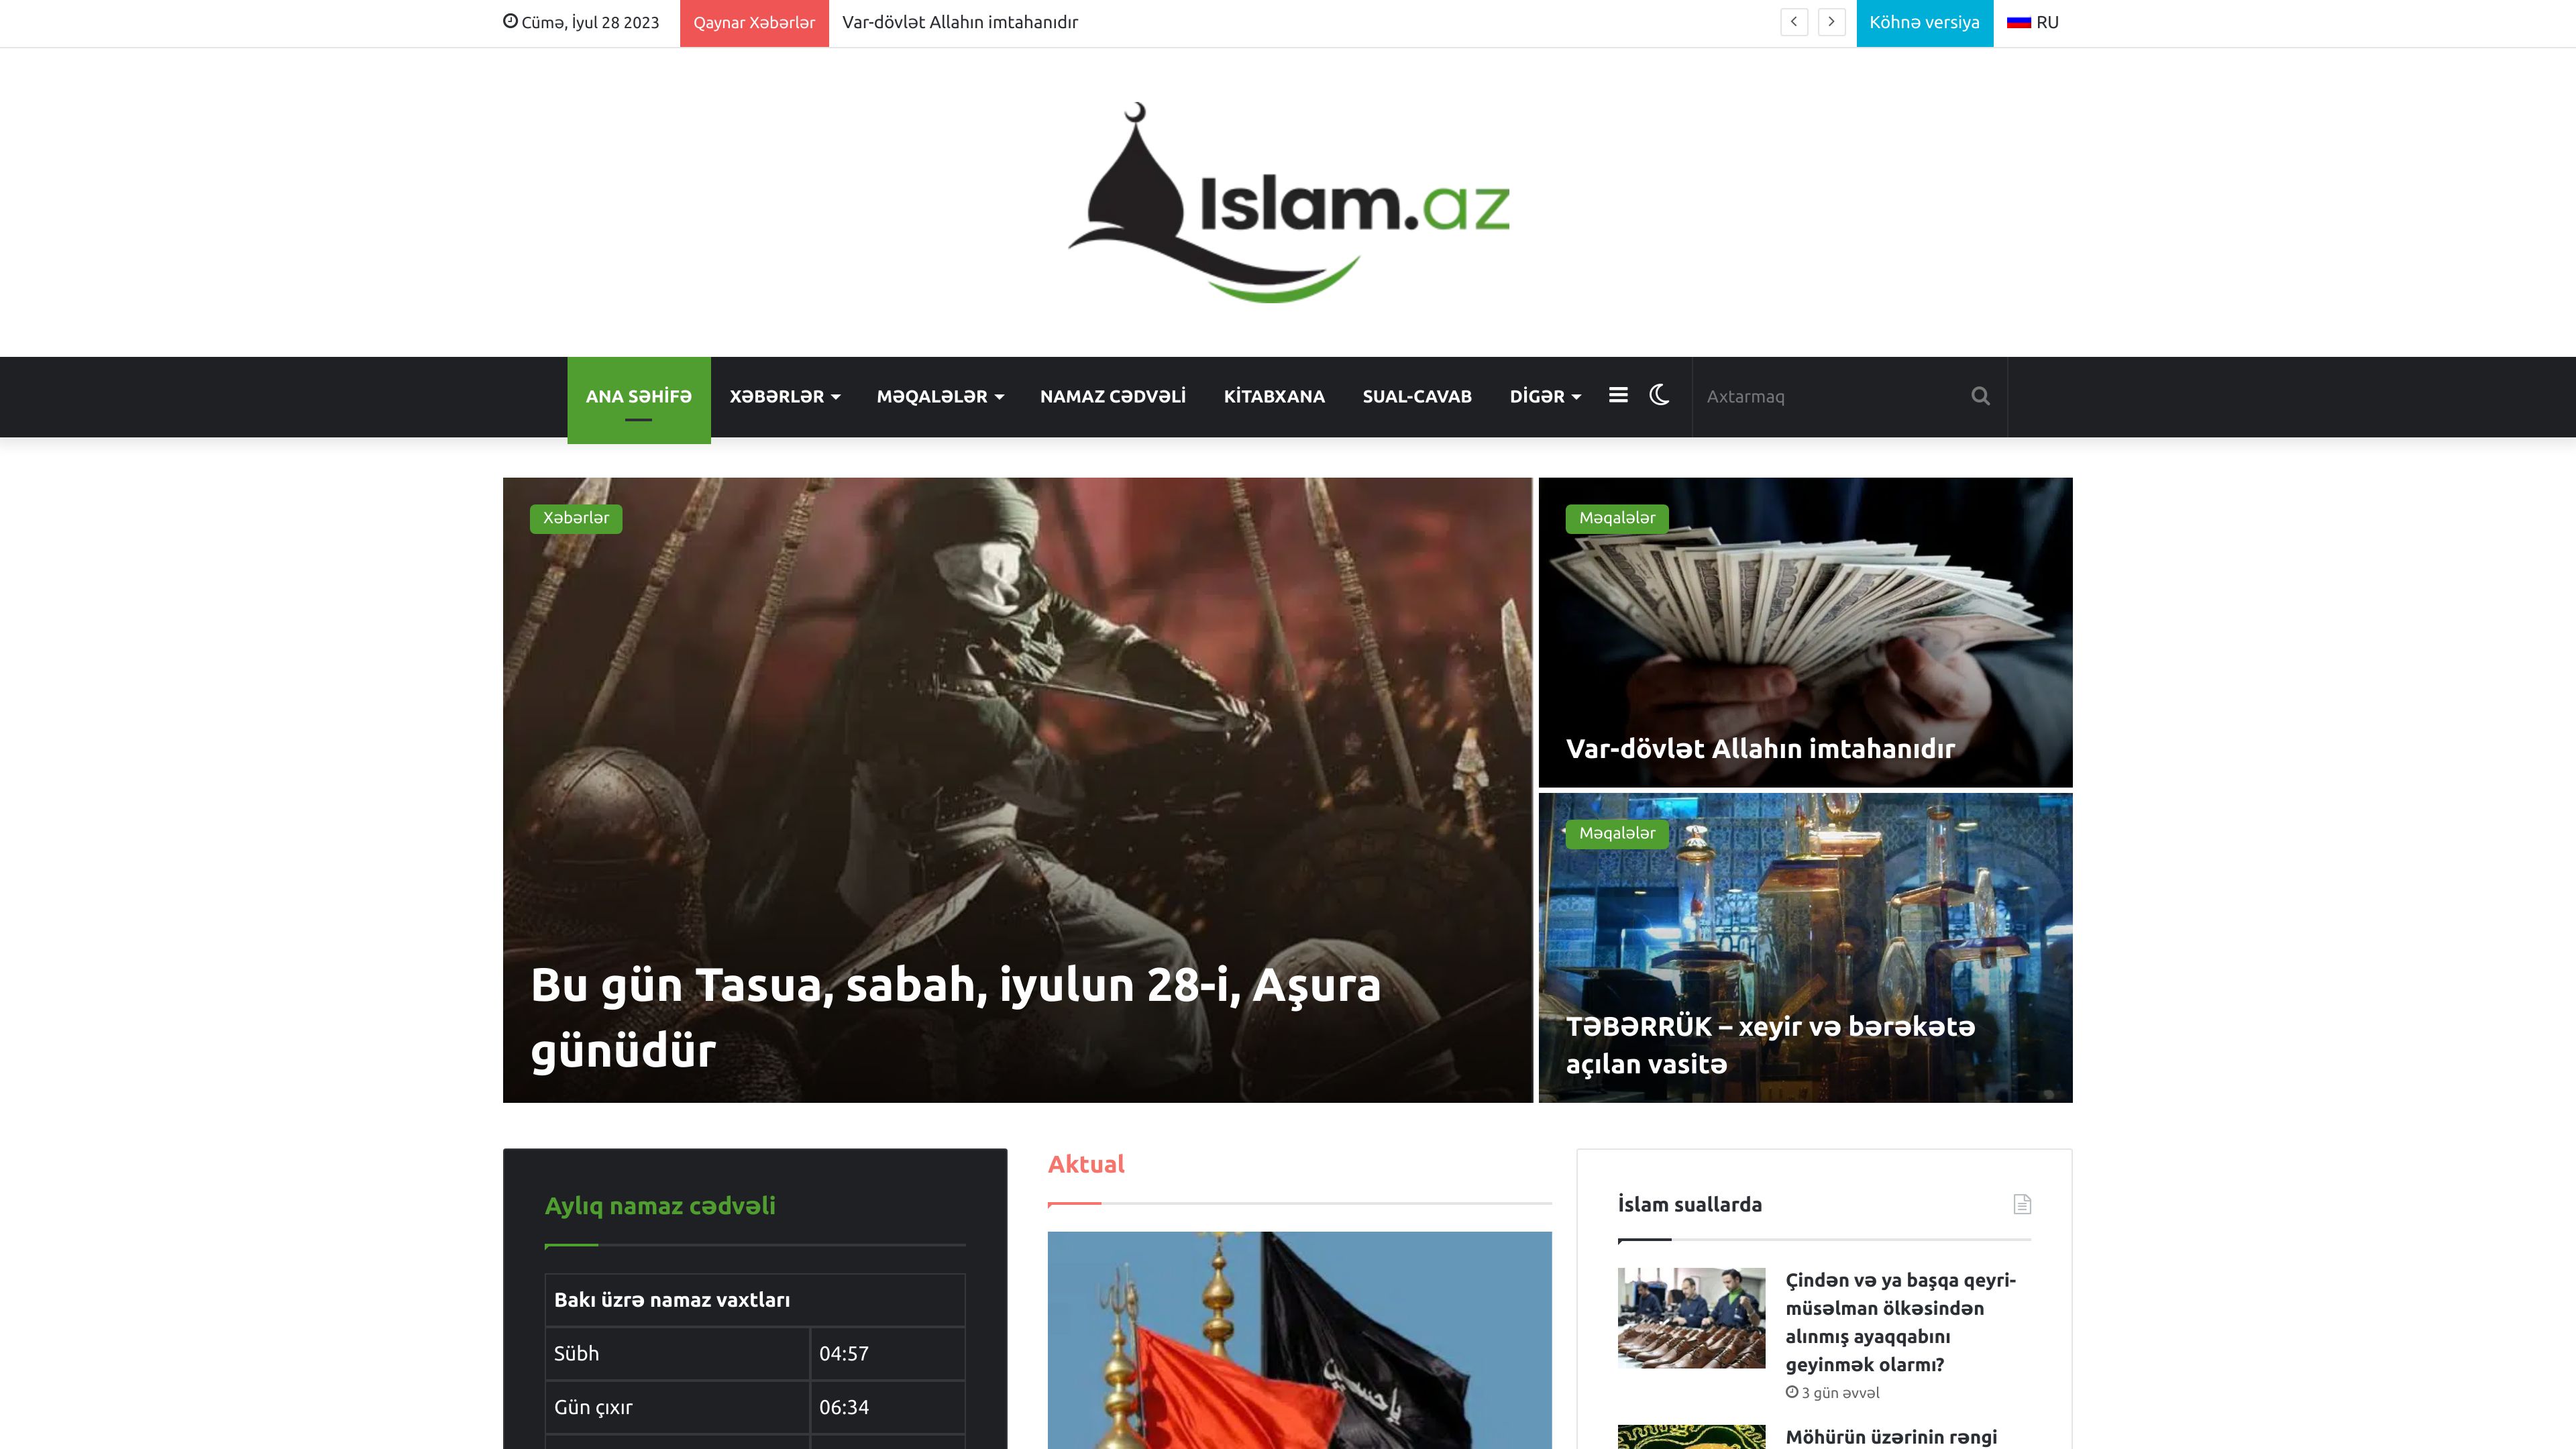 Cümə, İyul 28 2023
Qaynar Xəbərlər
Var-dövlət Allahın imtahanıdır
Köhnə versiya
RU
Islam.az
ANA SƏHİFƏ
XƏBƏRLƏR
MƏQALƏLƏR
NAMAZ CƏDVƏLİ
KİTABXANA
SUAL-CAVAB
DİGƏR
Axtarmaq
Xəbərlər
Bu gün Tasua, sabah, iyulun 28-i, Aşura
günüdür
Məqalələr
Var-dövlət Allahın imtahanıdır
Məqalələr
TƏBƏRRÜK – xeyir və bərəkətə
açılan vasitə
Aylıq namaz cədvəli
Bakı üzrə namaz vaxtları
Sübh 04:57
Gün çıxır 06:34
Aktual
ياحسين
İslam suallarda
Çindən və ya başqa qeyri-
müsəlman ölkəsindən
alınmış ayaqqabını
geyinmək olarmı?
3 gün əvvəl
Möhürün üzərinin rəngi